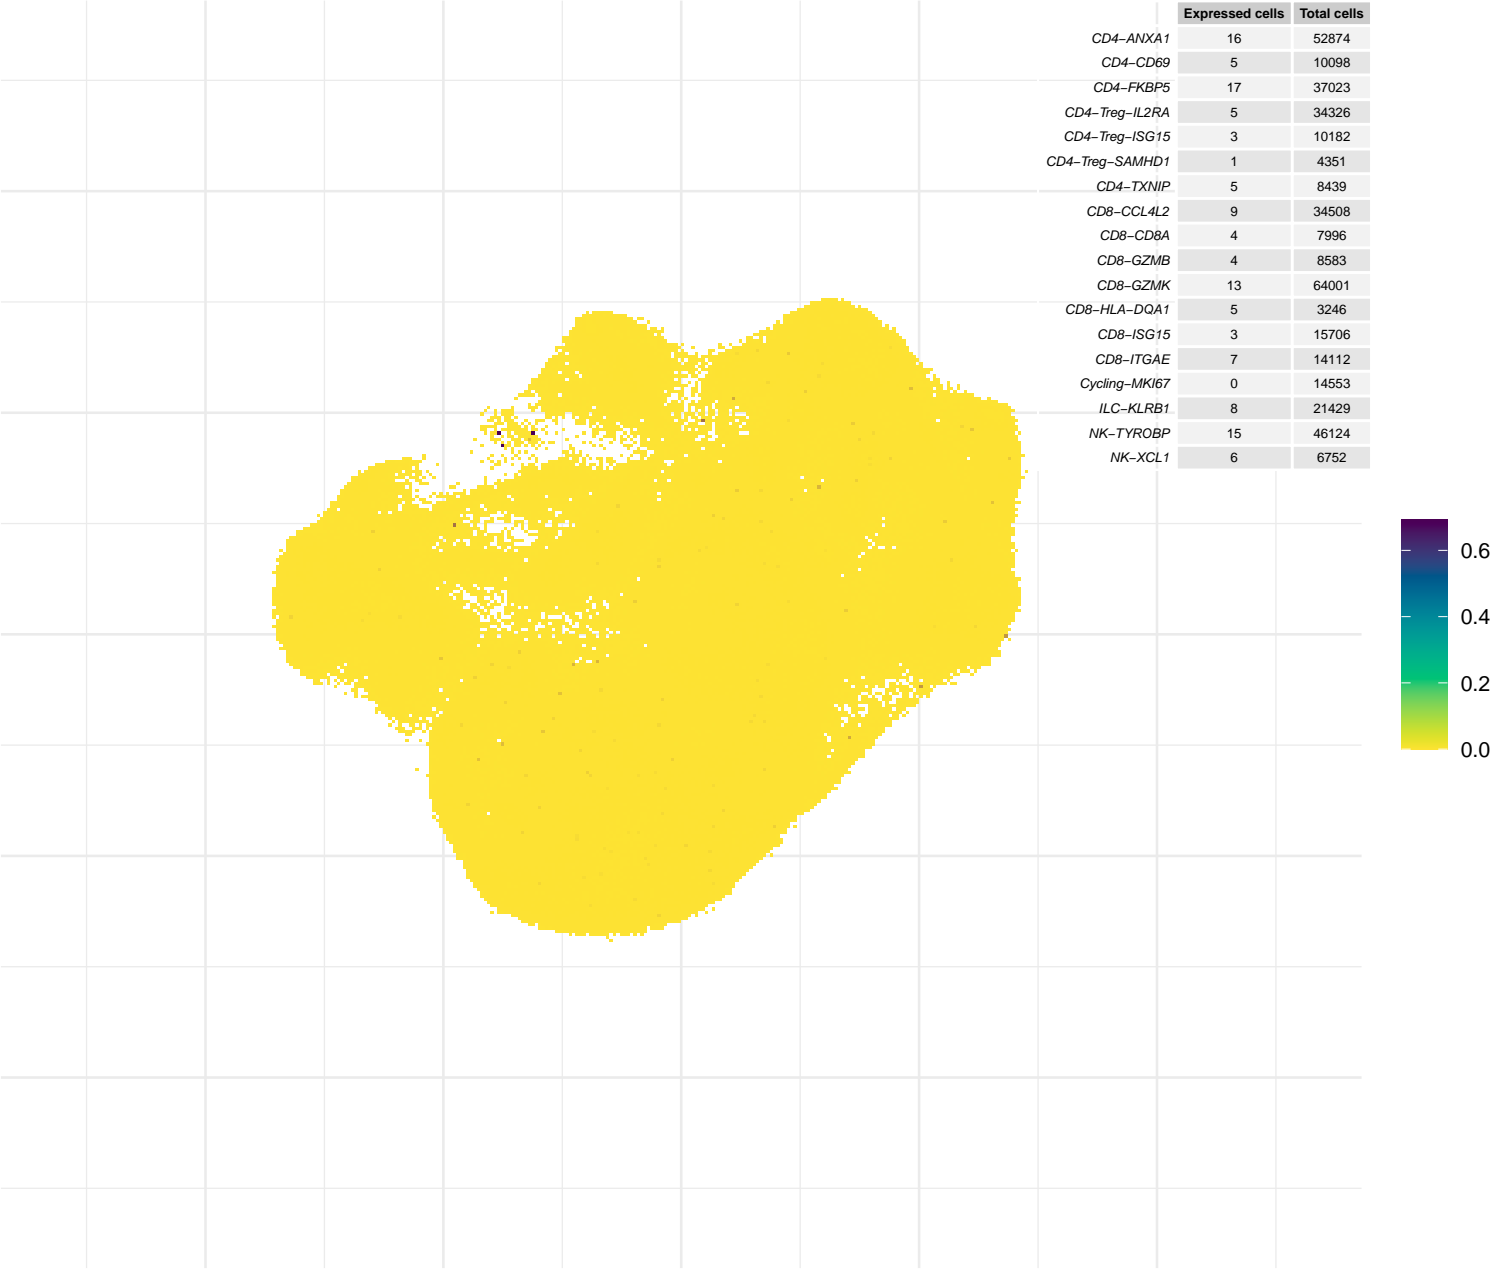 Expressed cells Total cells
CD4−ANXA1 16 52874
CD4−CD69 5 10098
CD4−FKBP5 17 37023
CD4−Treg−IL2RA 5 34326
CD4−Treg−ISG15 3 10182
CD4−Treg−SAMHD1 1 4351
CD4−TXNIP 5 8439
CD8−CCL4L2 9 34508
CD8−CD8A 4 7996
CD8−GZMB 4 8583
CD8−GZMK 13 64001
CD8−HLA−DQA1 5 3246
CD8−ISG15 3 15706
CD8−ITGAE 7 14112
Cycling−MKI67 0 14553
ILC−KLRB1 8 21429
NK−TYROBP 15 46124
NK−XCL1 6 6752
0.6
0.4
0.2
0.0